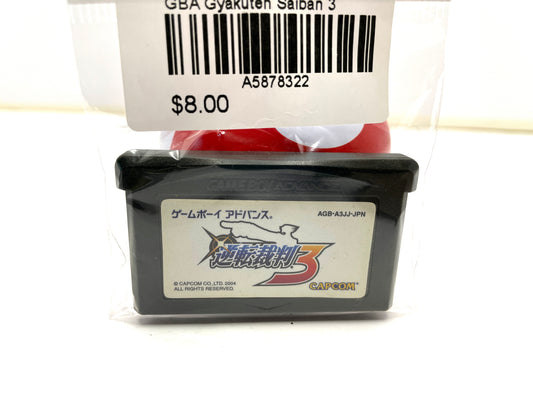 GBA Gyakuten Saiban 3
A5878322
$8.00
GAME BOY ADVANCE
ゲームボーイ アドバンス®
AGB-A3JJ-JPN
逆転裁判3
© CAPCOM CO.,LTD. 2004
ALL RIGHTS RESERVED.
CAPCOM